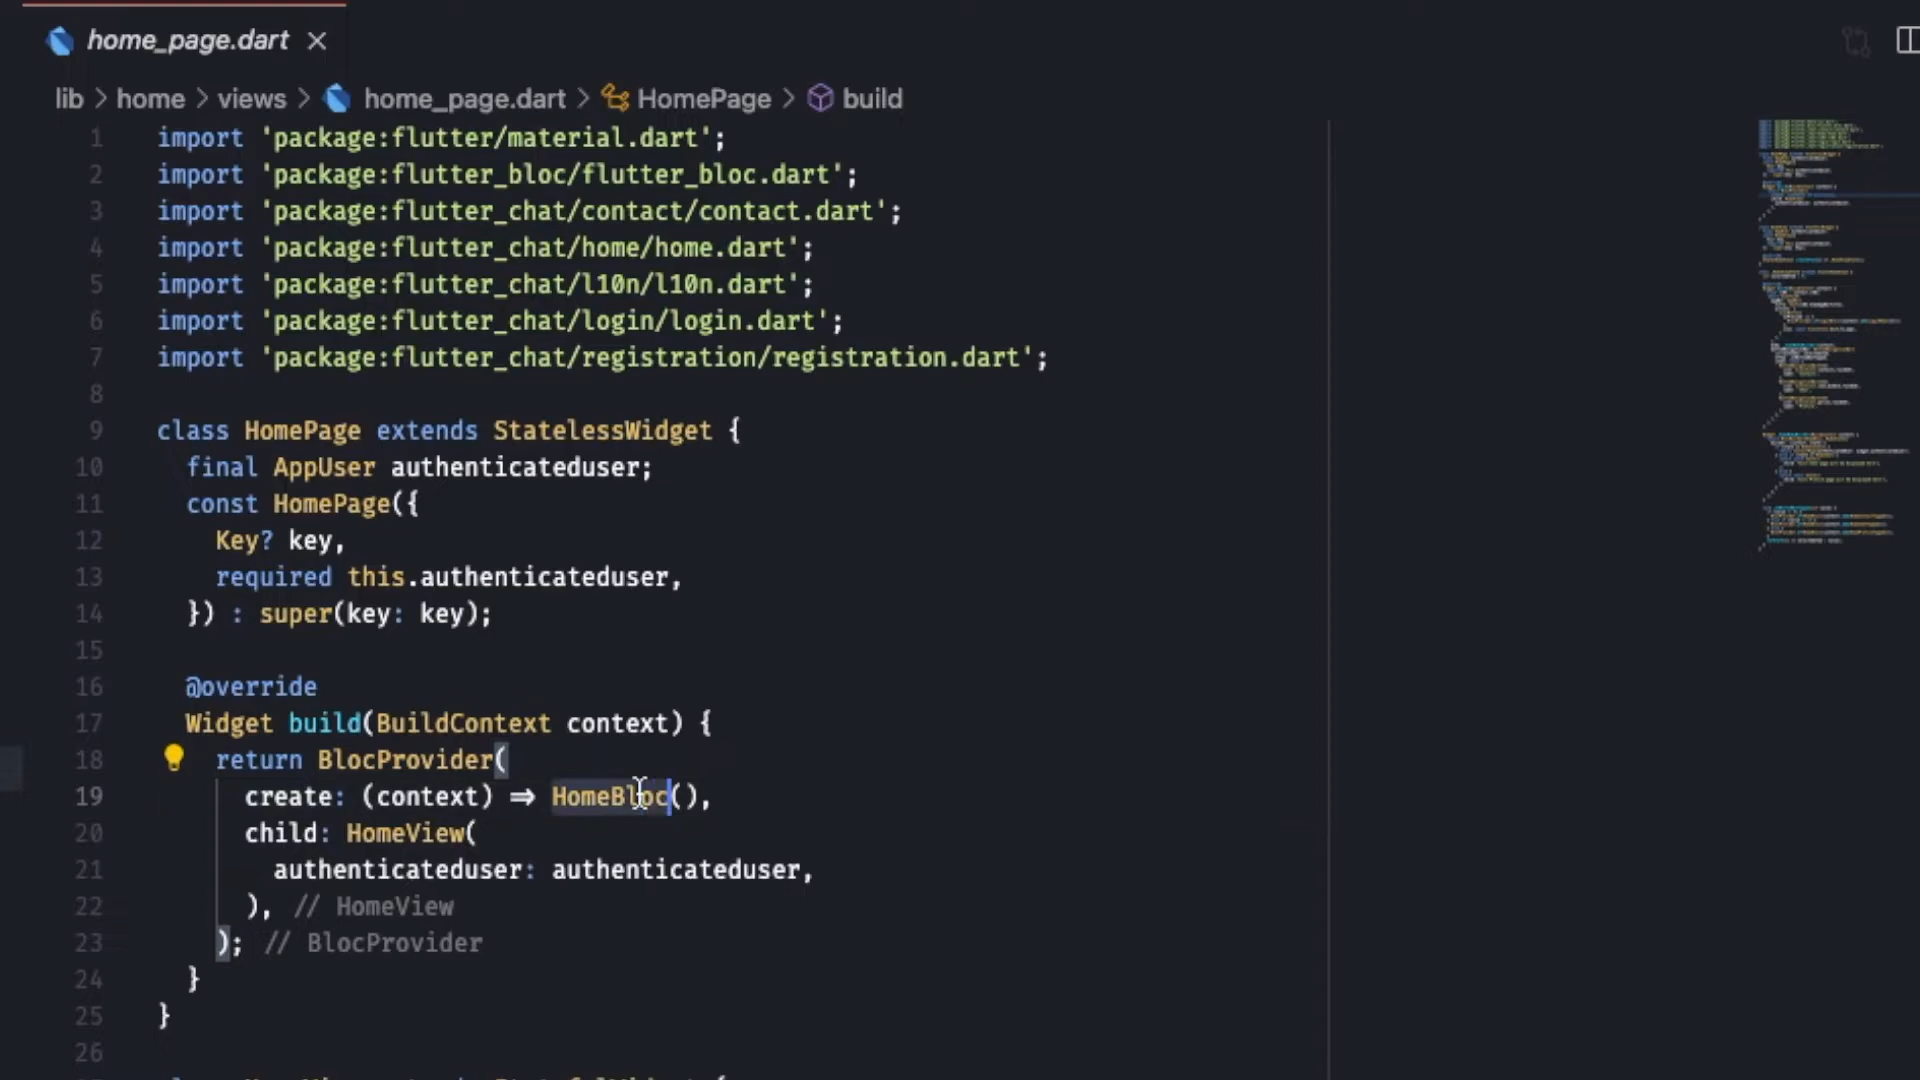 home_page.dart
lib > home > views > home_page.dart > HomePage > build
1 import 'package:flutter/material.dart';
2 import 'package:flutter_bloc/flutter_bloc.dart';
3 import 'package:flutter_chat/contact/contact.dart';
4 import 'package:flutter_chat/home/home.dart';
5 import 'package:flutter_chat/l10n/l10n.dart';
6 import 'package:flutter_chat/login/login.dart';
7 import 'package:flutter_chat/registration/registration.dart';
8
9 class HomePage extends StatelessWidget {
10 final AppUser authenticateduser;
11 const HomePage({
12 Key? key,
13 required this.authenticateduser,
14 }) : super(key: key);
15
16 @override
17 Widget build(BuildContext context) {
18 return BlocProvider(
19 create: (context) => HomeBloc(),
20 child: HomeView(
21 authenticateduser: authenticateduser,
22 ), // HomeView
23 ); // BlocProvider
24 }
25 }
26